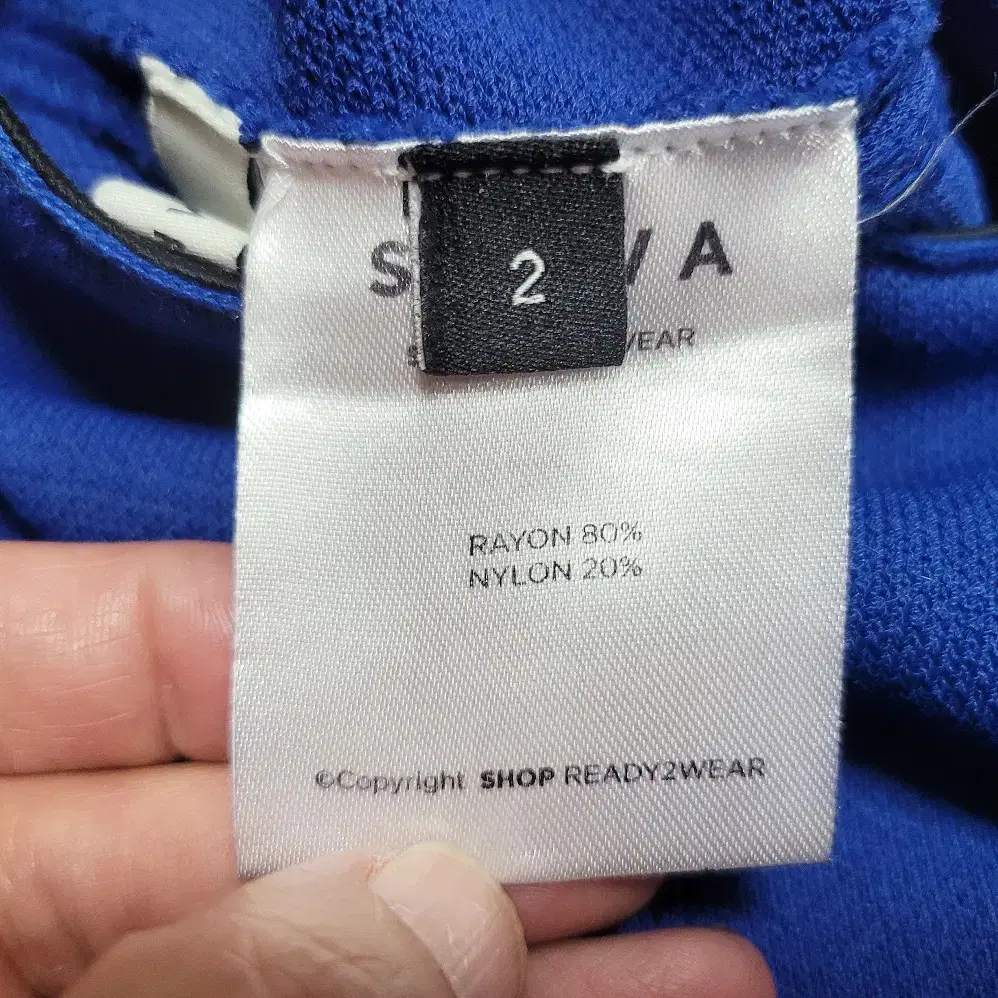 2
A
RAYON 80%
NYLON 20%
©Copyright SHOP READY2WEAR